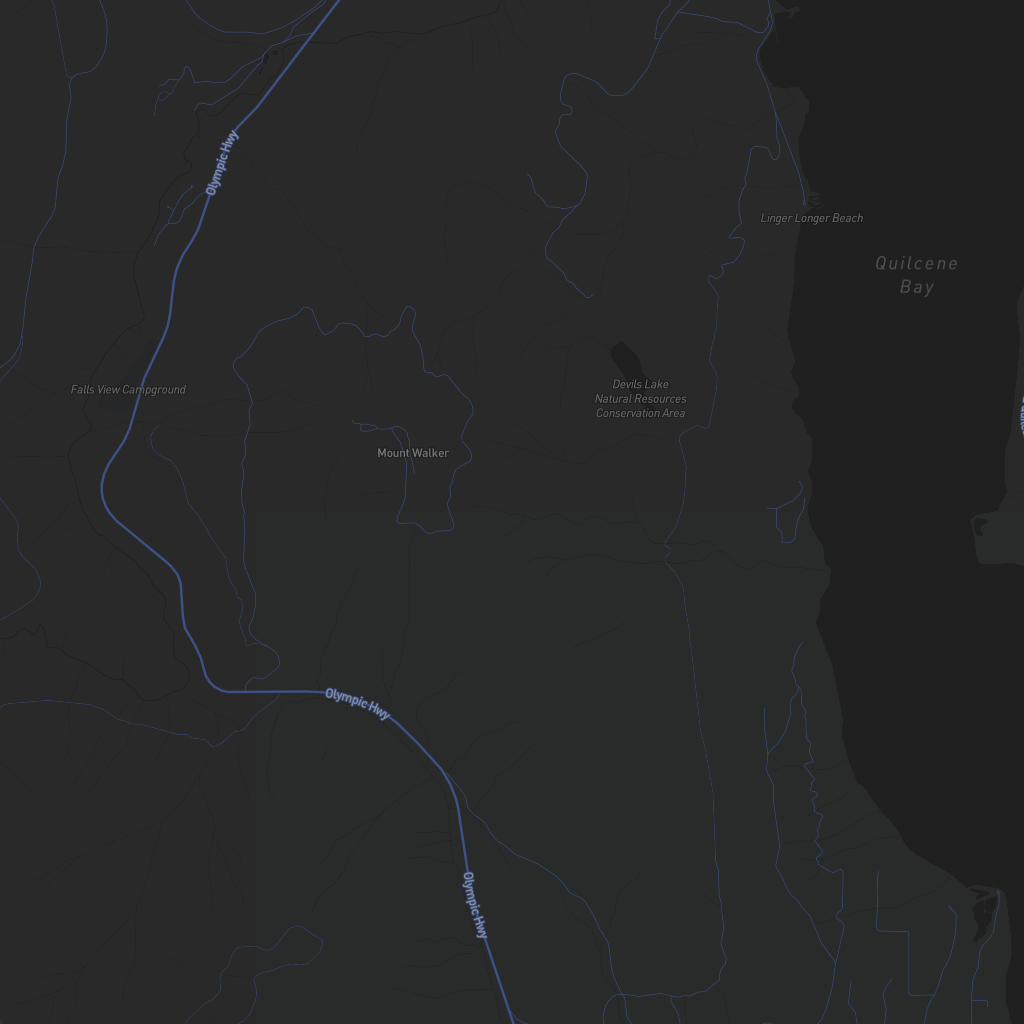 Olympic Hwy
Linger Longer Beach
Quilcene
Bay
Falls View Campground
Devils Lake
Natural Resources
Conservation Area
Mount Walker
Olympic Hwy
Olympic Hwy